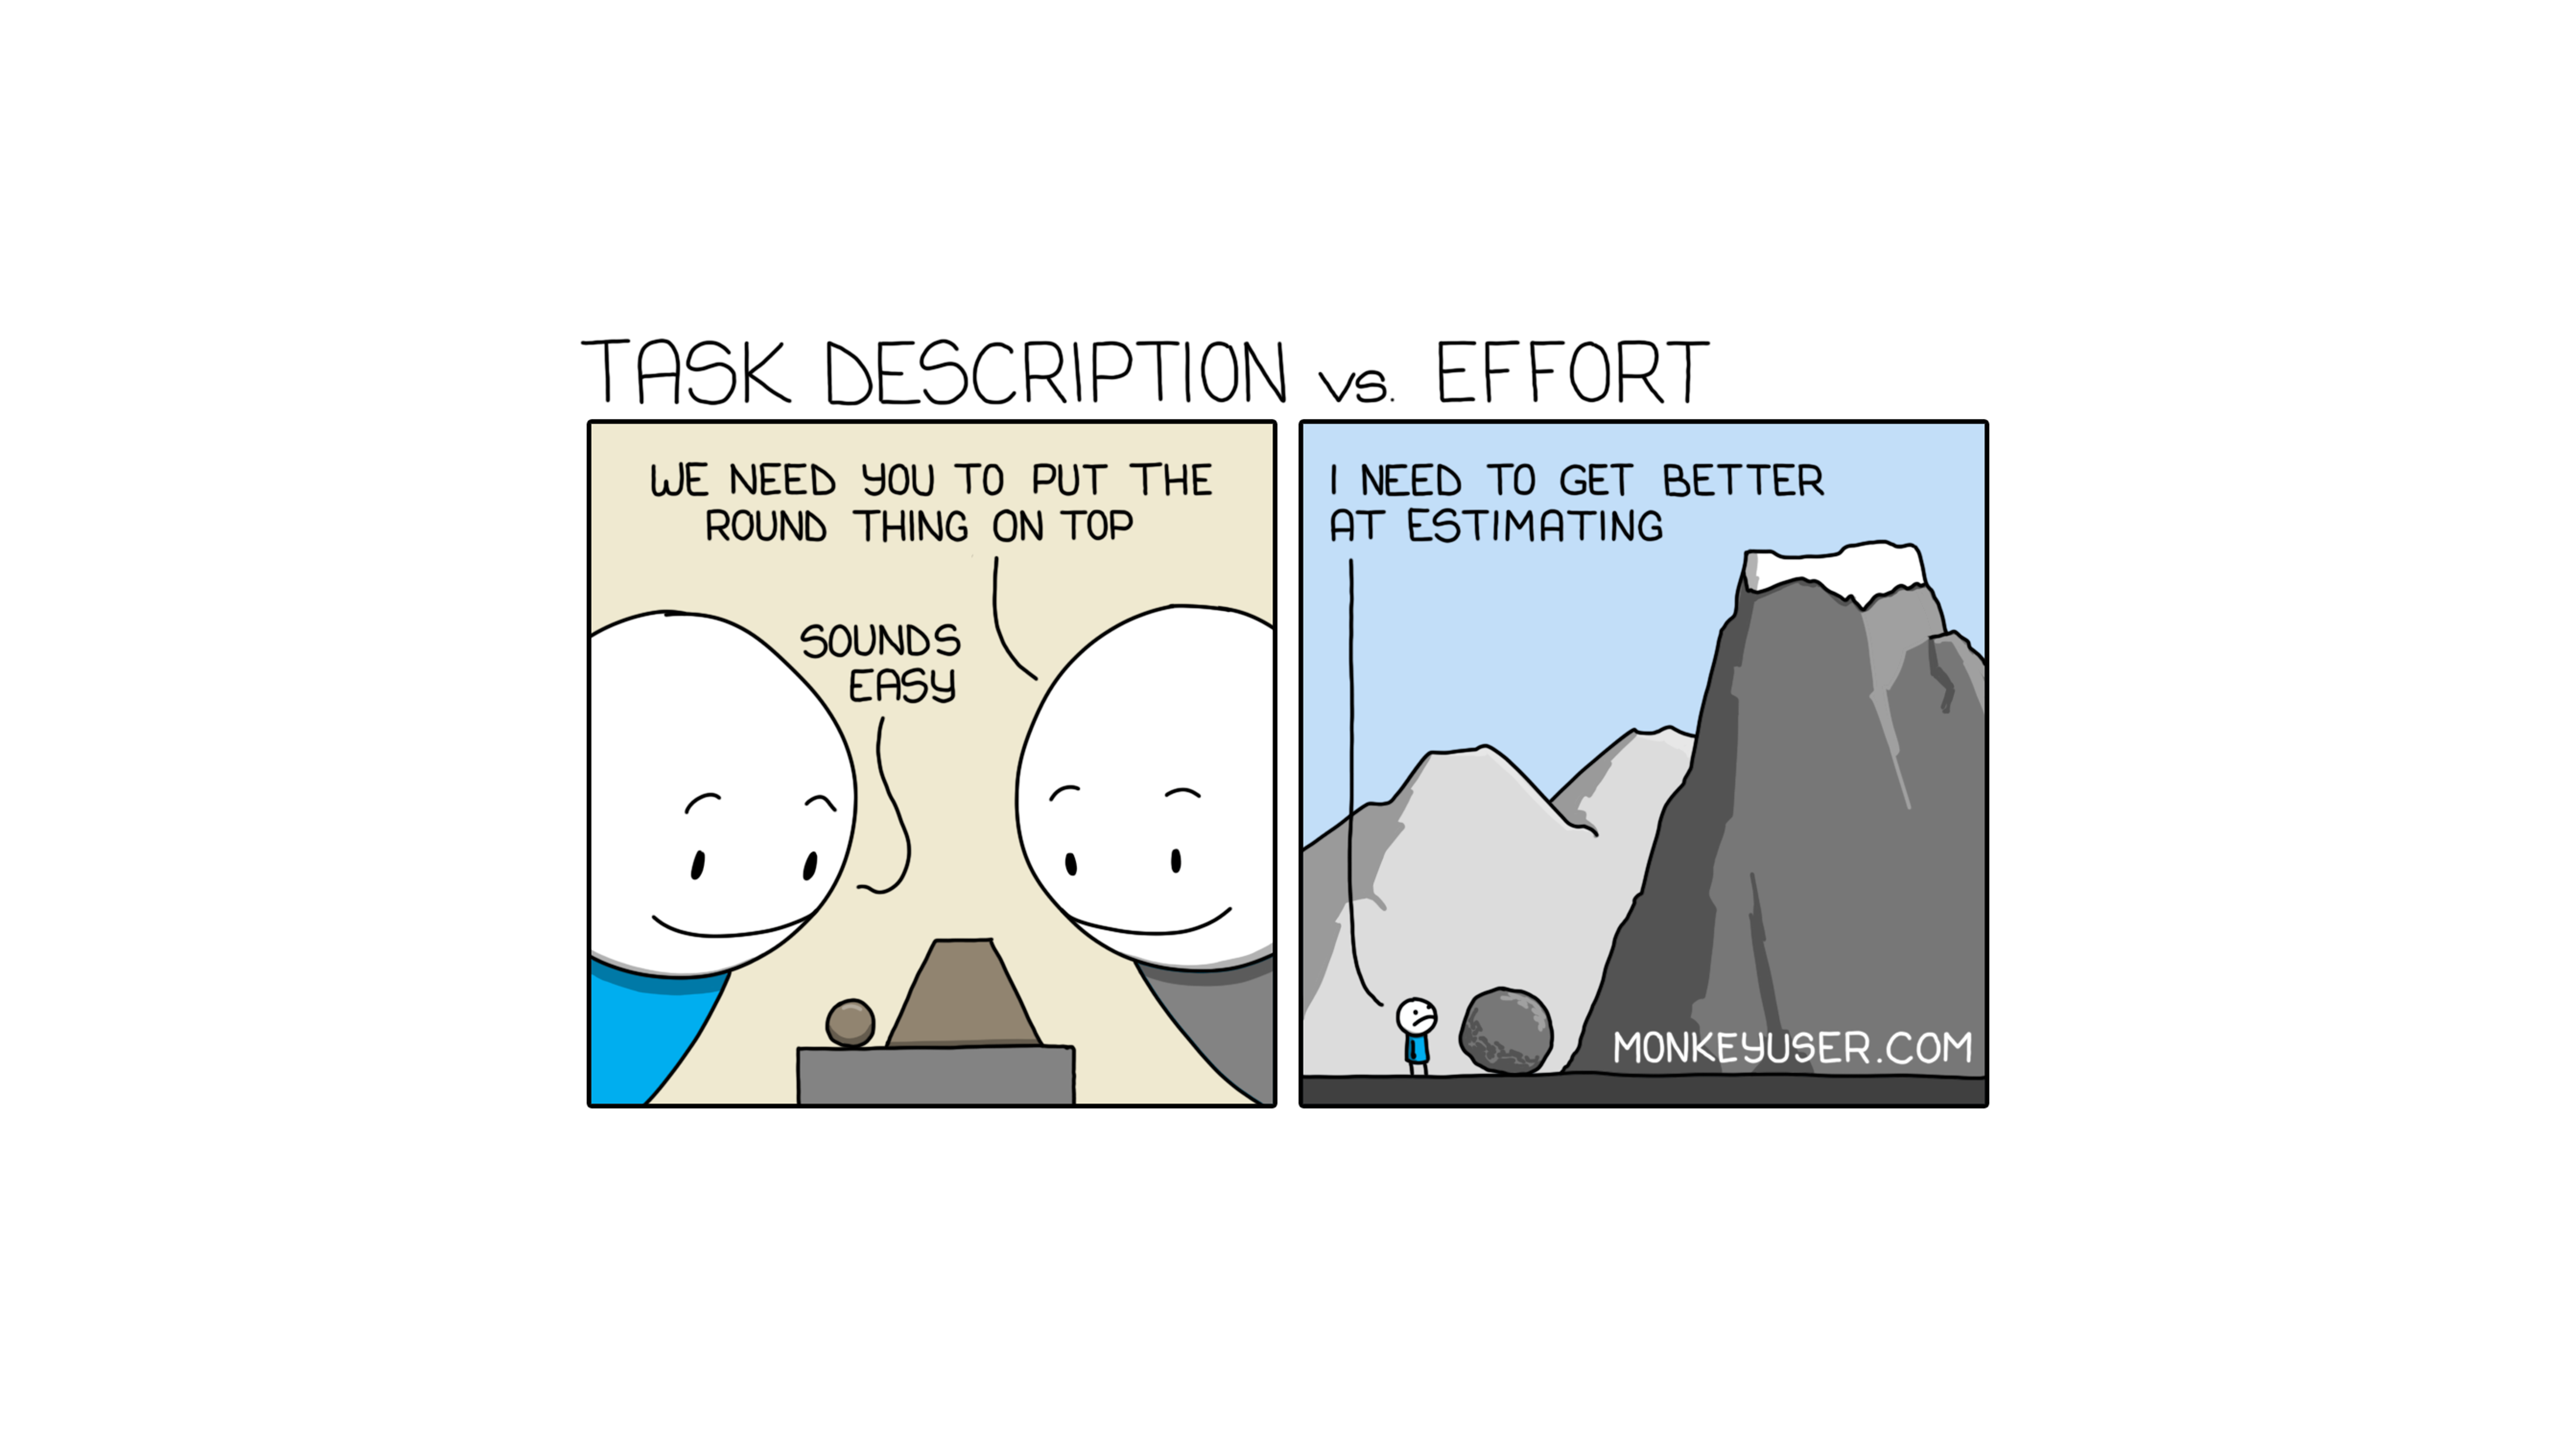 TASK DESCRIPTION vs. EFFORT
WE NEED YOU TO PUT THE
ROUND THING ON TOP
SOUNDS
EASY
I NEED TO GET BETTER
AT ESTIMATING
MONKEYUSER.COM